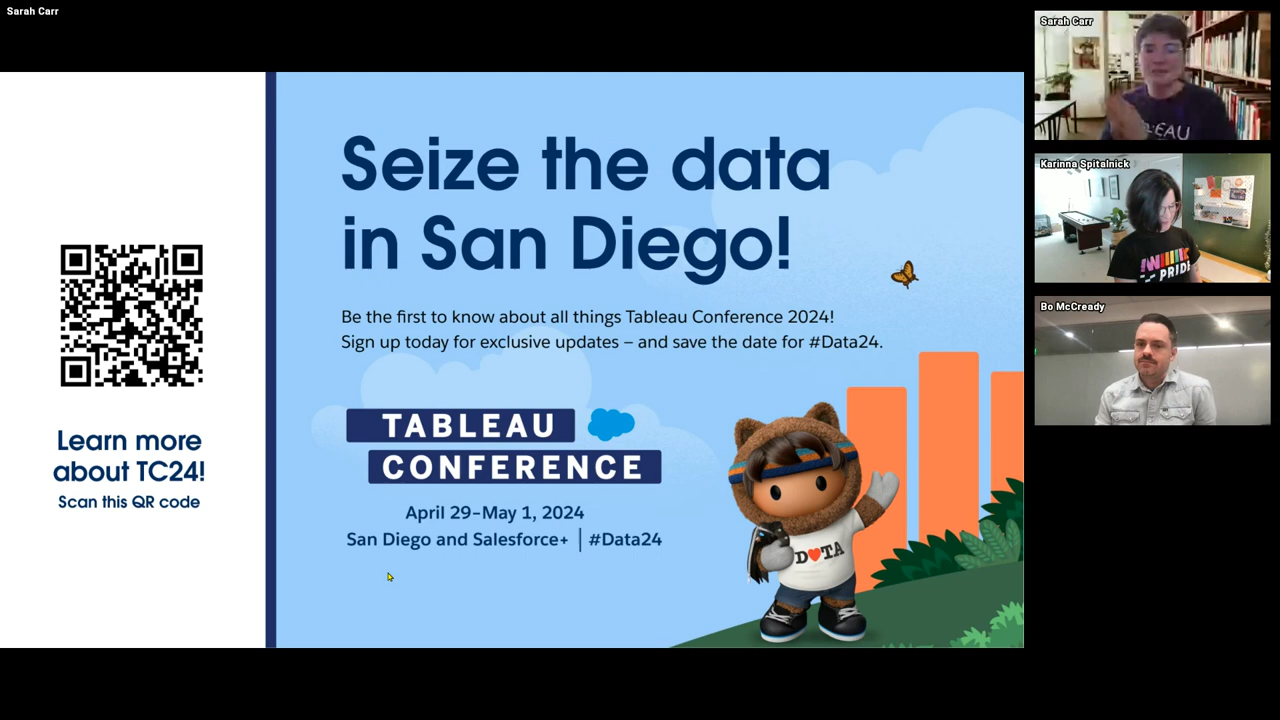 Sarah Carr
Seize the data
in San Diego!
Be the first to know about all things Tableau Conference 2024!
Sign up today for exclusive updates – and save the date for #Data24.
TABLEAU
CONFERENCE
April 29–May 1, 2024
San Diego and Salesforce+ | #Data24
D♥TA
Learn more
about TC24!
Scan this QR code
Sarah Carr
Karinna Spitalnick
PRIDE
Bo McCready